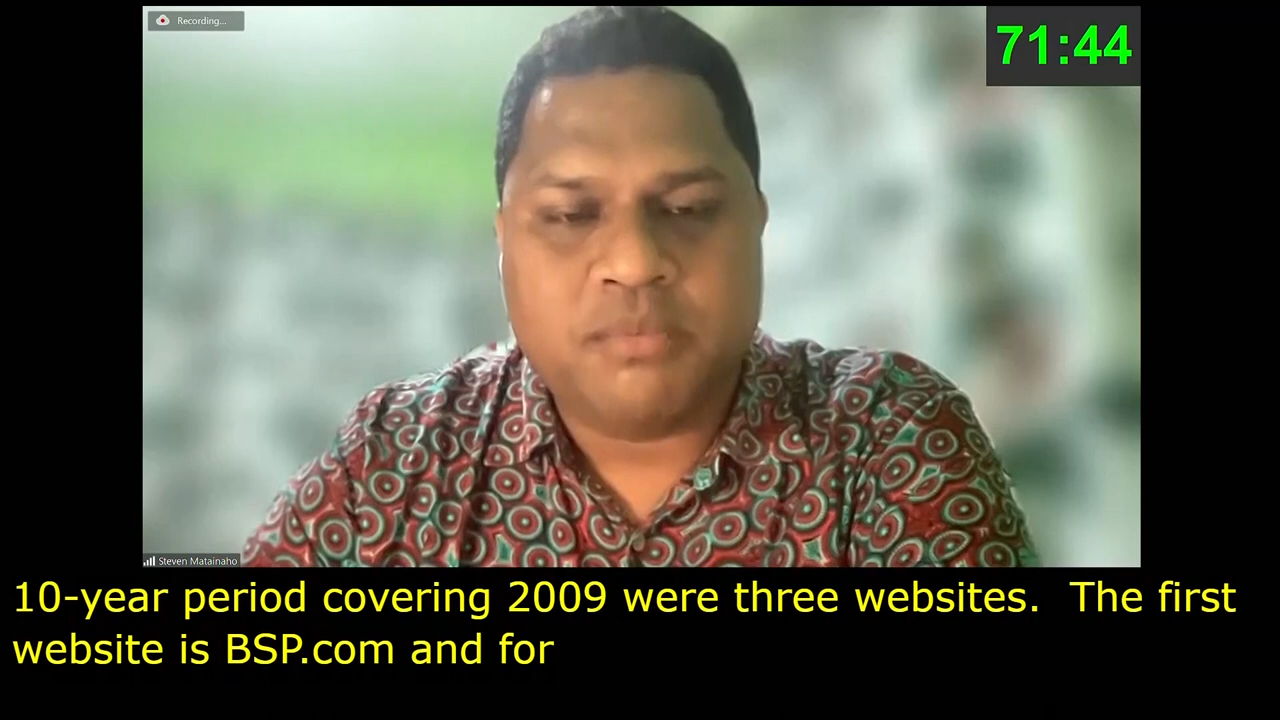 Recording...
71:44
Steven Matainaho
10-year period covering 2009 were three websites.  The first
website is BSP.com and for